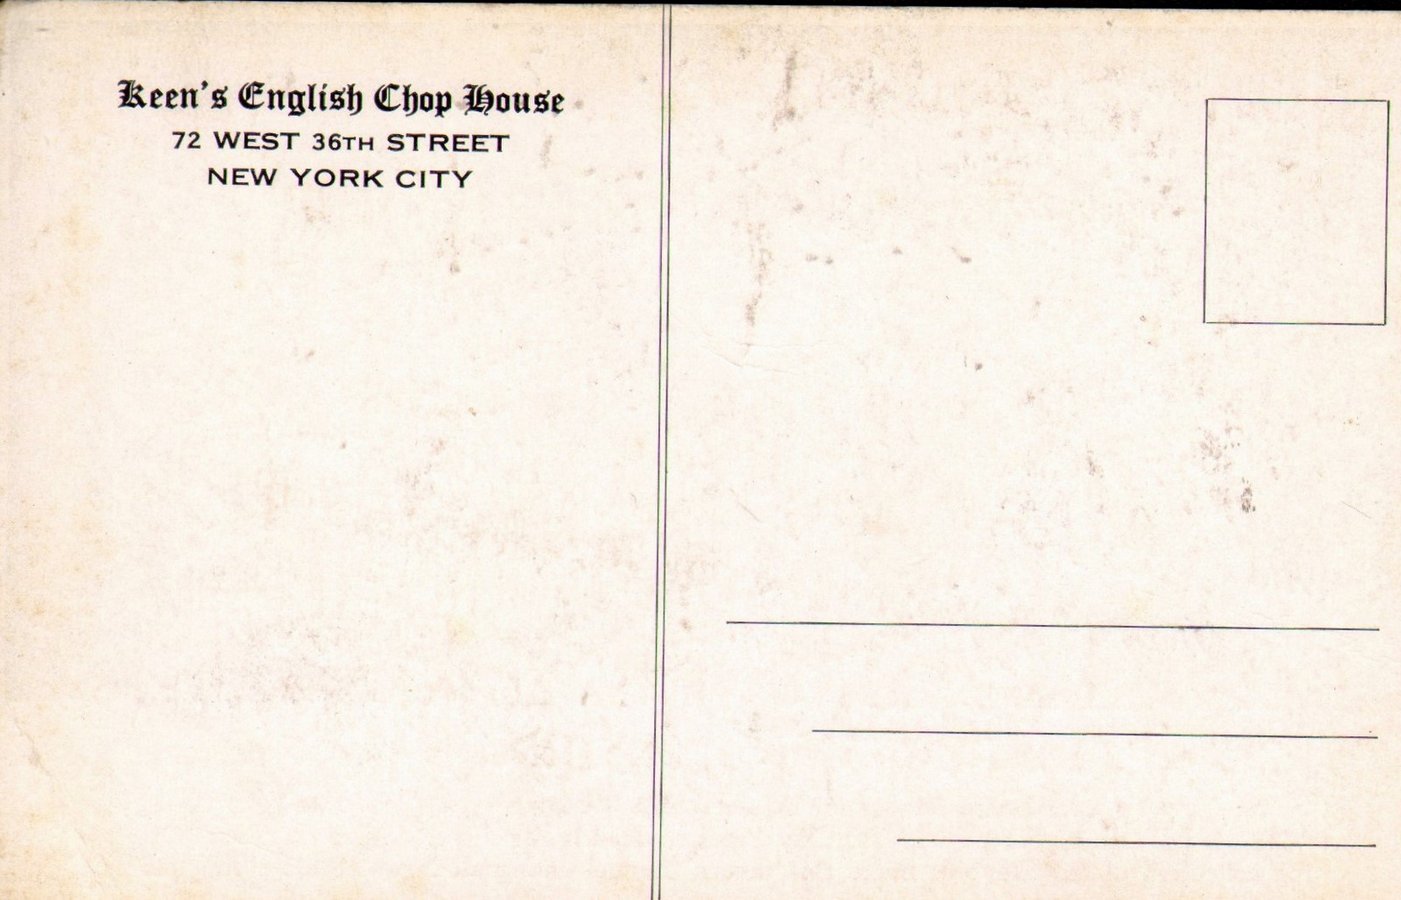 Keen's English Chop House
72 WEST 36TH STREET
NEW YORK CITY